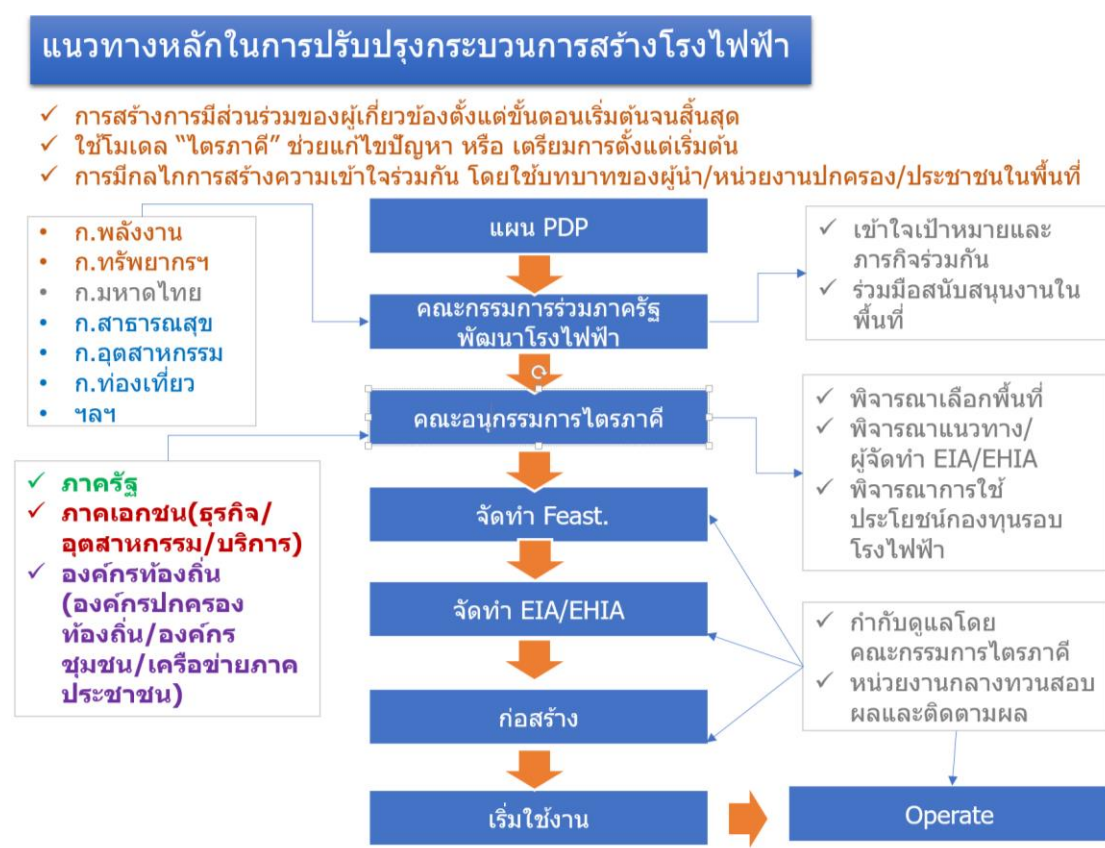 แนวทางหลักในการปรับปรุงกระบวนการสร้างโรงไฟฟ้า
✓ การสร้างการมีส่วนร่วมของผู้เกี่ยวข้องตั้งแต่ขั้นตอนเริ่มต้นจนสิ้นสุด
✓ ใช้โมเดล “ไตรภาคี” ช่วยแก้ไขปัญหา หรือ เตรียมการตั้งแต่เริ่มต้น
✓ การมีกลไกการสร้างความเข้าใจร่วมกัน โดยใช้บทบาทของผู้นำ/หน่วยงานปกครอง/ประชาชนในพื้นที่
• ก.พลังงาน
• ก.ทรัพยากรฯ
• ก.มหาดไทย
• ก.สาธารณสุข
• ก.อุตสาหกรรม
• ก.ท่องเที่ยว
• ฯลฯ
✓ ภาครัฐ
✓ ภาคเอกชน(ธุรกิจ/
อุตสาหกรรม/บริการ)
✓ องค์กรท้องถิ่น
(องค์กรปกครอง
ท้องถิ่น/องค์กร
ชุมชน/เครือข่ายภาค
ประชาชน)
แผน PDP
คณะกรรมการร่วมภาครัฐ
พัฒนาโรงไฟฟ้า
คณะอนุกรรมการไตรภาคี
จัดทำ Feast.
จัดทำ EIA/EHIA
ก่อสร้าง
เริ่มใช้งาน
✓ เข้าใจเป้าหมายและ
ภารกิจร่วมกัน
✓ ร่วมมือสนับสนุนงานใน
พื้นที่
✓ พิจารณาเลือกพื้นที่
✓ พิจารณาแนวทาง/
ผู้จัดทำ EIA/EHIA
✓ พิจารณาการใช้
ประโยชน์กองทุนรอบ
โรงไฟฟ้า
✓ กำกับดูแลโดย
คณะกรรมการไตรภาคี
✓ หน่วยงานกลางทวนสอบ
ผลและติดตามผล
Operate